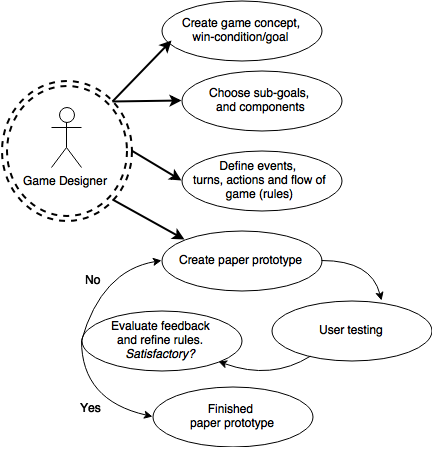 Create game concept,
win-condition/goal
Choose sub-goals,
and components
Game Designer
Define events,
turns, actions and flow of
game (rules)
Create paper prototype
No
User testing
Evaluate feedback
and refine rules.
Satisfactory?
Yes
Finished
paper prototype